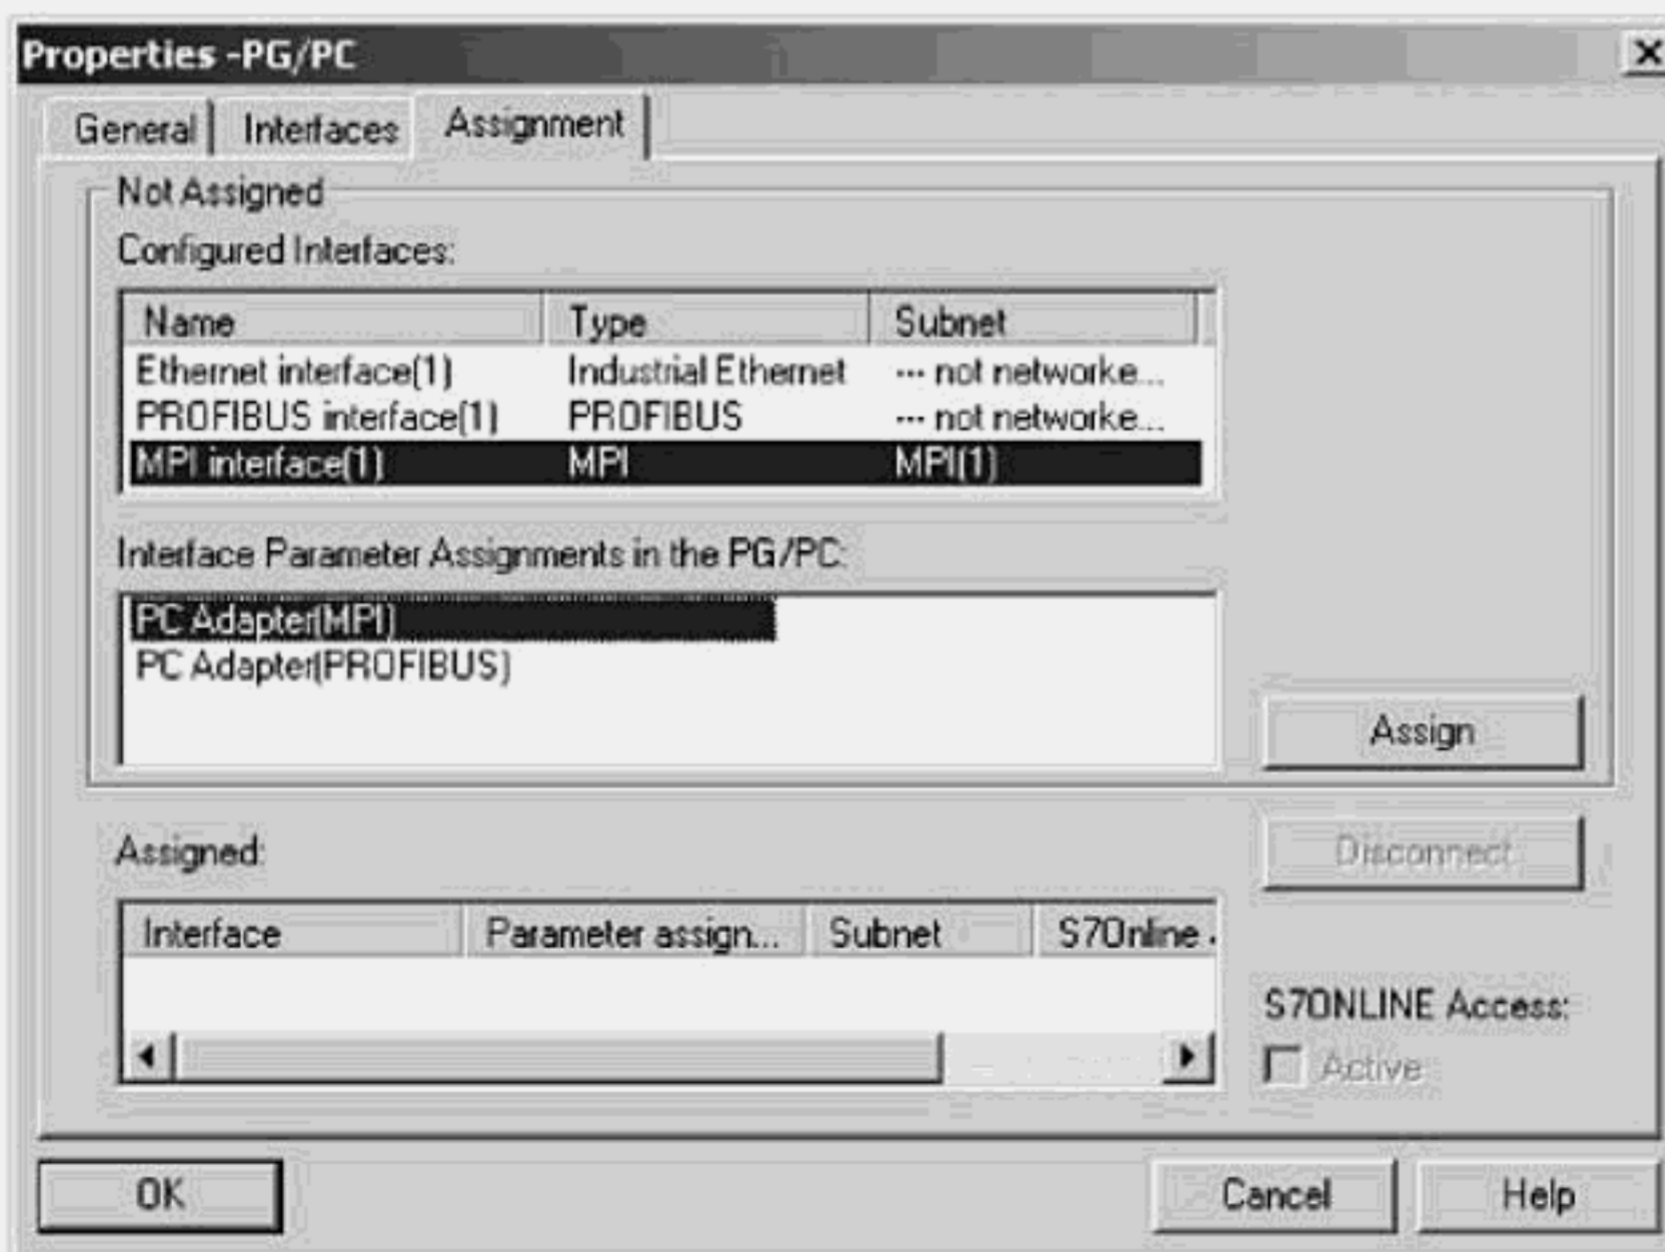 Properties -PG/PC
General Interfaces Assignment
Not Assigned
Configured Interfaces:
Name Type Subnet
Ethernet interface(1) Industrial Ethernet --- not networke...
PROFIBUS interface(1) PROFIBUS --- not networke...
MPI interface(1) MPI MPI(1)
Interface Parameter Assignments in the PG/PC:
PC Adapter(MPI)
PC Adapter(PROFIBUS)
Assign
Disconnect
Assigned:
Interface Parameter assign... Subnet S7Online
S7ONLINE Access:
Active
OK Cancel Help